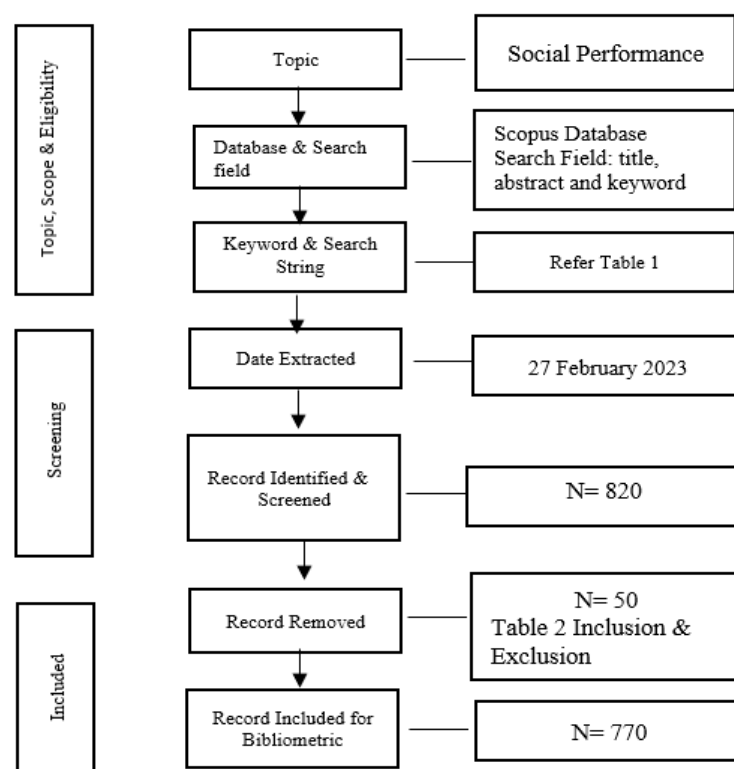 Topic, Scope & Eligibility
Topic
Social Performance
Database & Search
field
Scopus Database
Search Field: title,
abstract and keyword
Keyword & Search
String
Refer Table 1
Screening
Date Extracted
27 February 2023
Record Identified &
Screened
N= 820
Included
Record Removed
N= 50
Table 2 Inclusion &
Exclusion
Record Included for
Bibliometric
N= 770